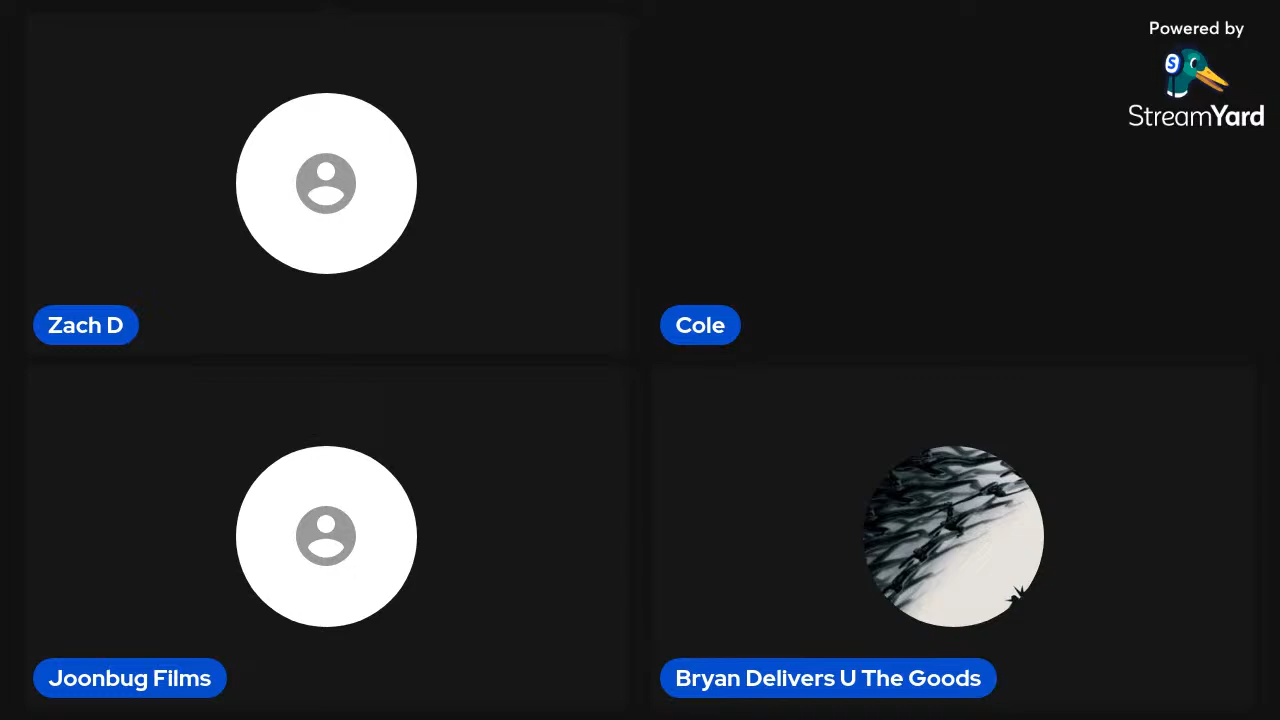 Powered by
S
StreamYard
Zach D
Cole
Joonbug Films
Bryan Delivers U The Goods